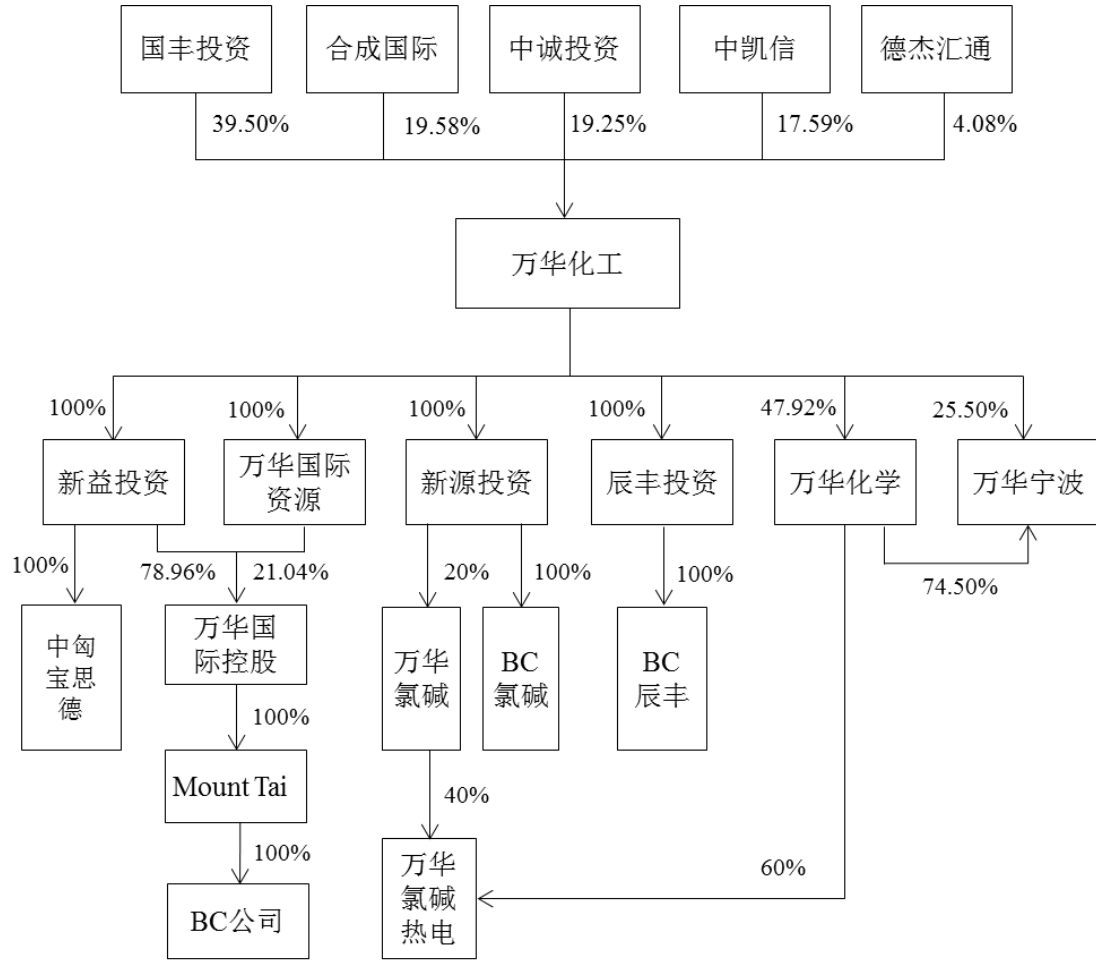 国丰投资
合成国际
中诚投资
中凯信
德杰汇通
39.50%
19.58%
19.25%
17.59%
4.08%
万华化工
100%
100%
100%
100%
47.92%
25.50%
新益投资
万华国际
资源
新源投资
辰丰投资
万华化学
万华宁波
100%
78.96%
21.04%
20%
100%
100%
74.50%
中匈
宝思
德
万华国
际控股
万华
氯碱
BC
氯碱
BC
辰丰
100%
Mount Tai
40%
100%
60%
BC公司
万华
氯碱
热电